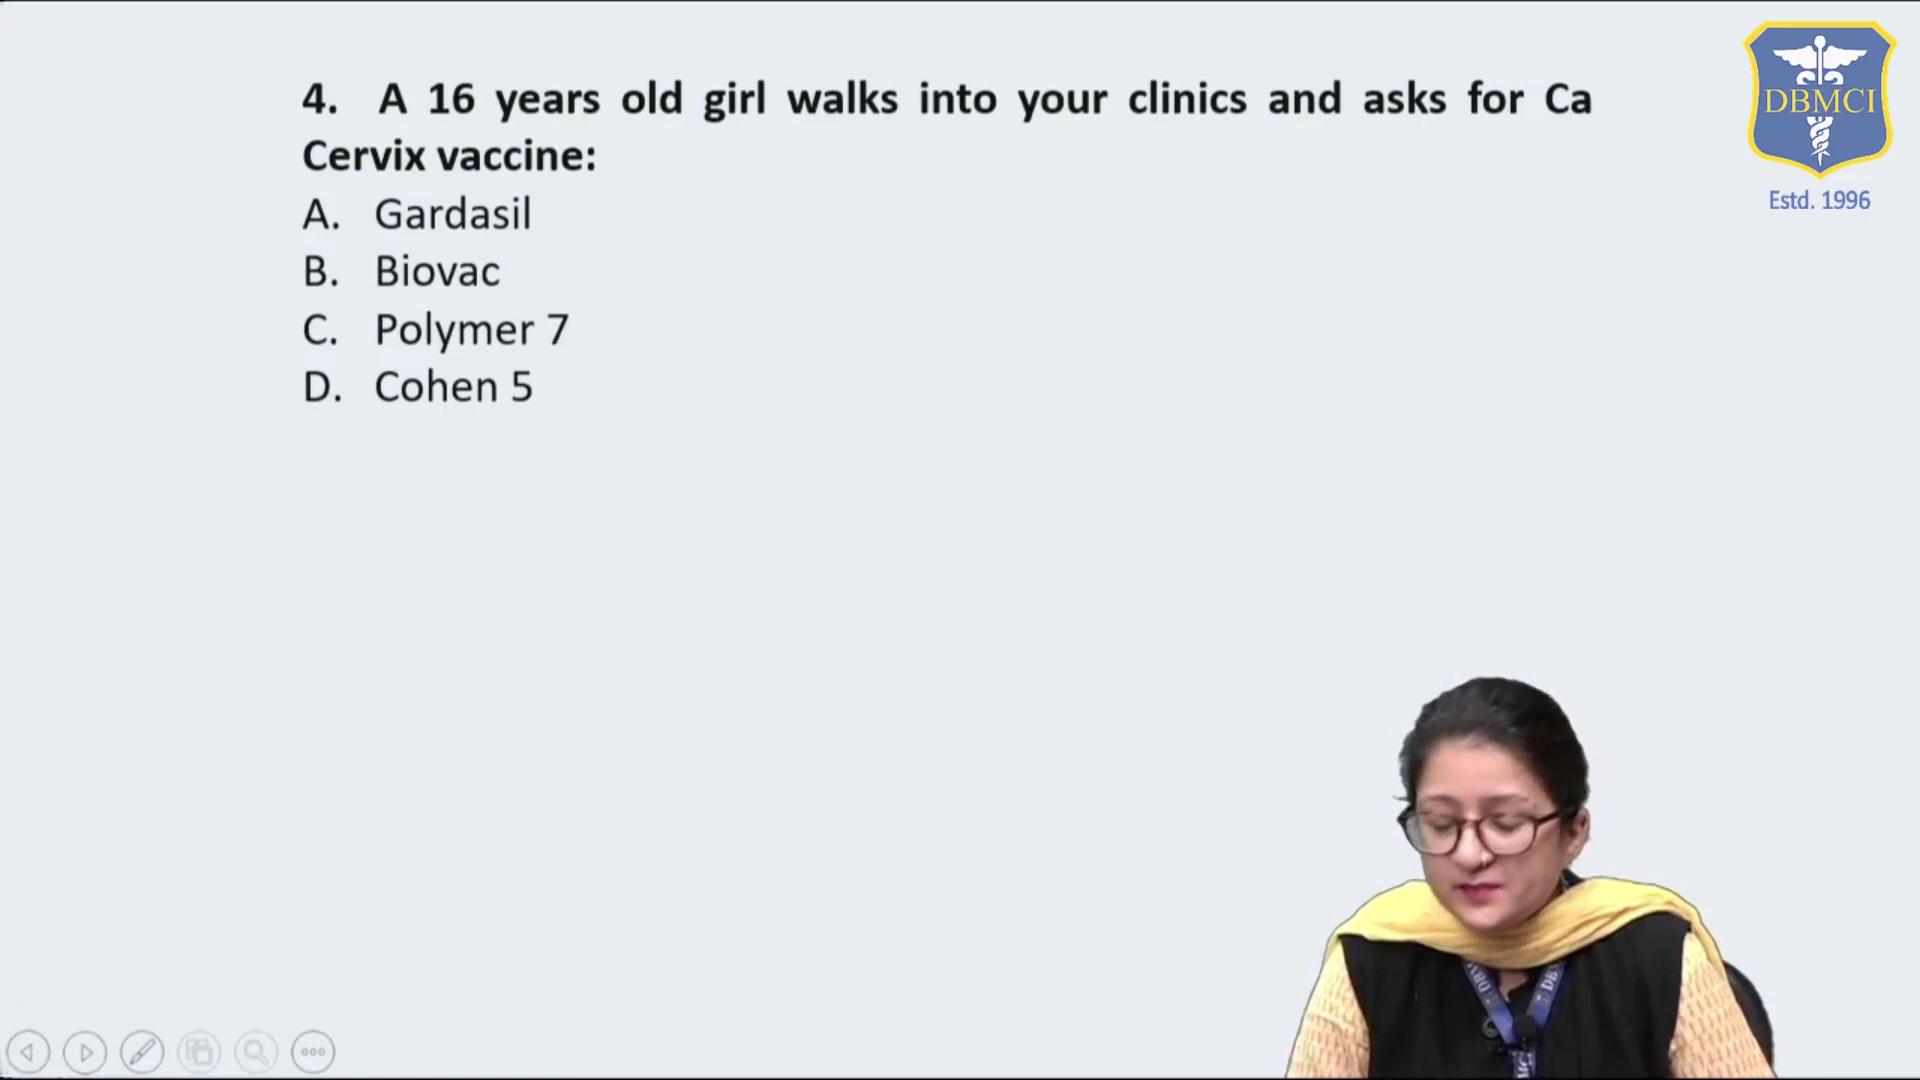 4. A 16 years old girl walks into your clinics and asks for Ca
Cervix vaccine:
A. Gardasil
B. Biovac
C. Polymer 7
D. Cohen 5
DBMCI
Estd. 1996